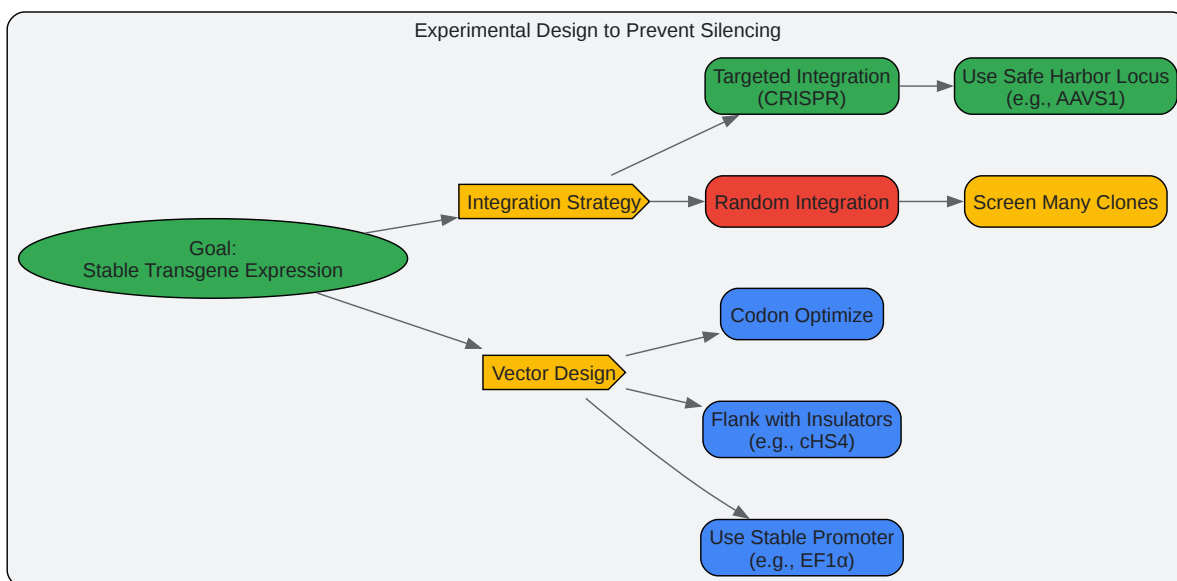 Experimental Design to Prevent Silencing
Targeted Integration
(CRISPR)
Use Safe Harbor Locus
(e.g., AAVS1)
Integration Strategy
Random Integration
Screen Many Clones
Goal:
Stable Transgene Expression
Codon Optimize
Vector Design
Flank with Insulators
(e.g., cHS4)
Use Stable Promoter
(e.g., EF1α)